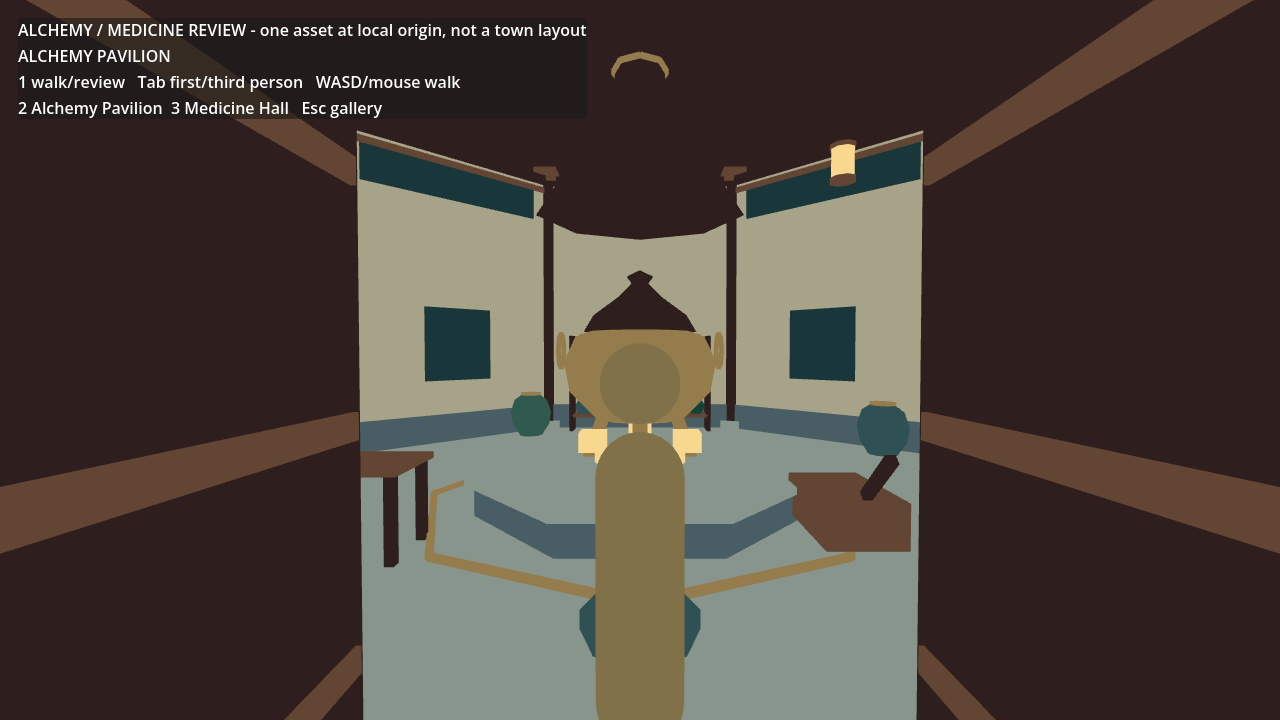 ALCHEMY / MEDICINE REVIEW - one asset at local origin, not a town layout
ALCHEMY PAVILION
1 walk/review   Tab first/third person   WASD/mouse walk
2 Alchemy Pavilion  3 Medicine Hall   Esc gallery